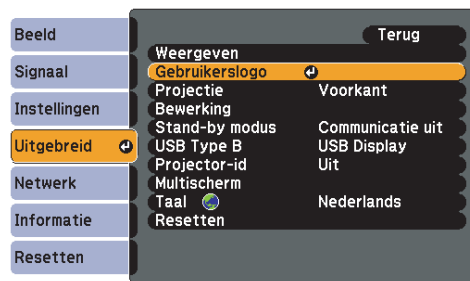 Beeld
Signaal
Instellingen
Uitgebreid
Netwerk
Informatie
Resetten
Terug
Weergeven
Gebruikerslogo
Projectie Voorkant
Bewerking
Stand-by modus Communicatie uit
USB Type B USB Display
Projector-id Uit
Multischerm
Taal Nederlands
Resetten